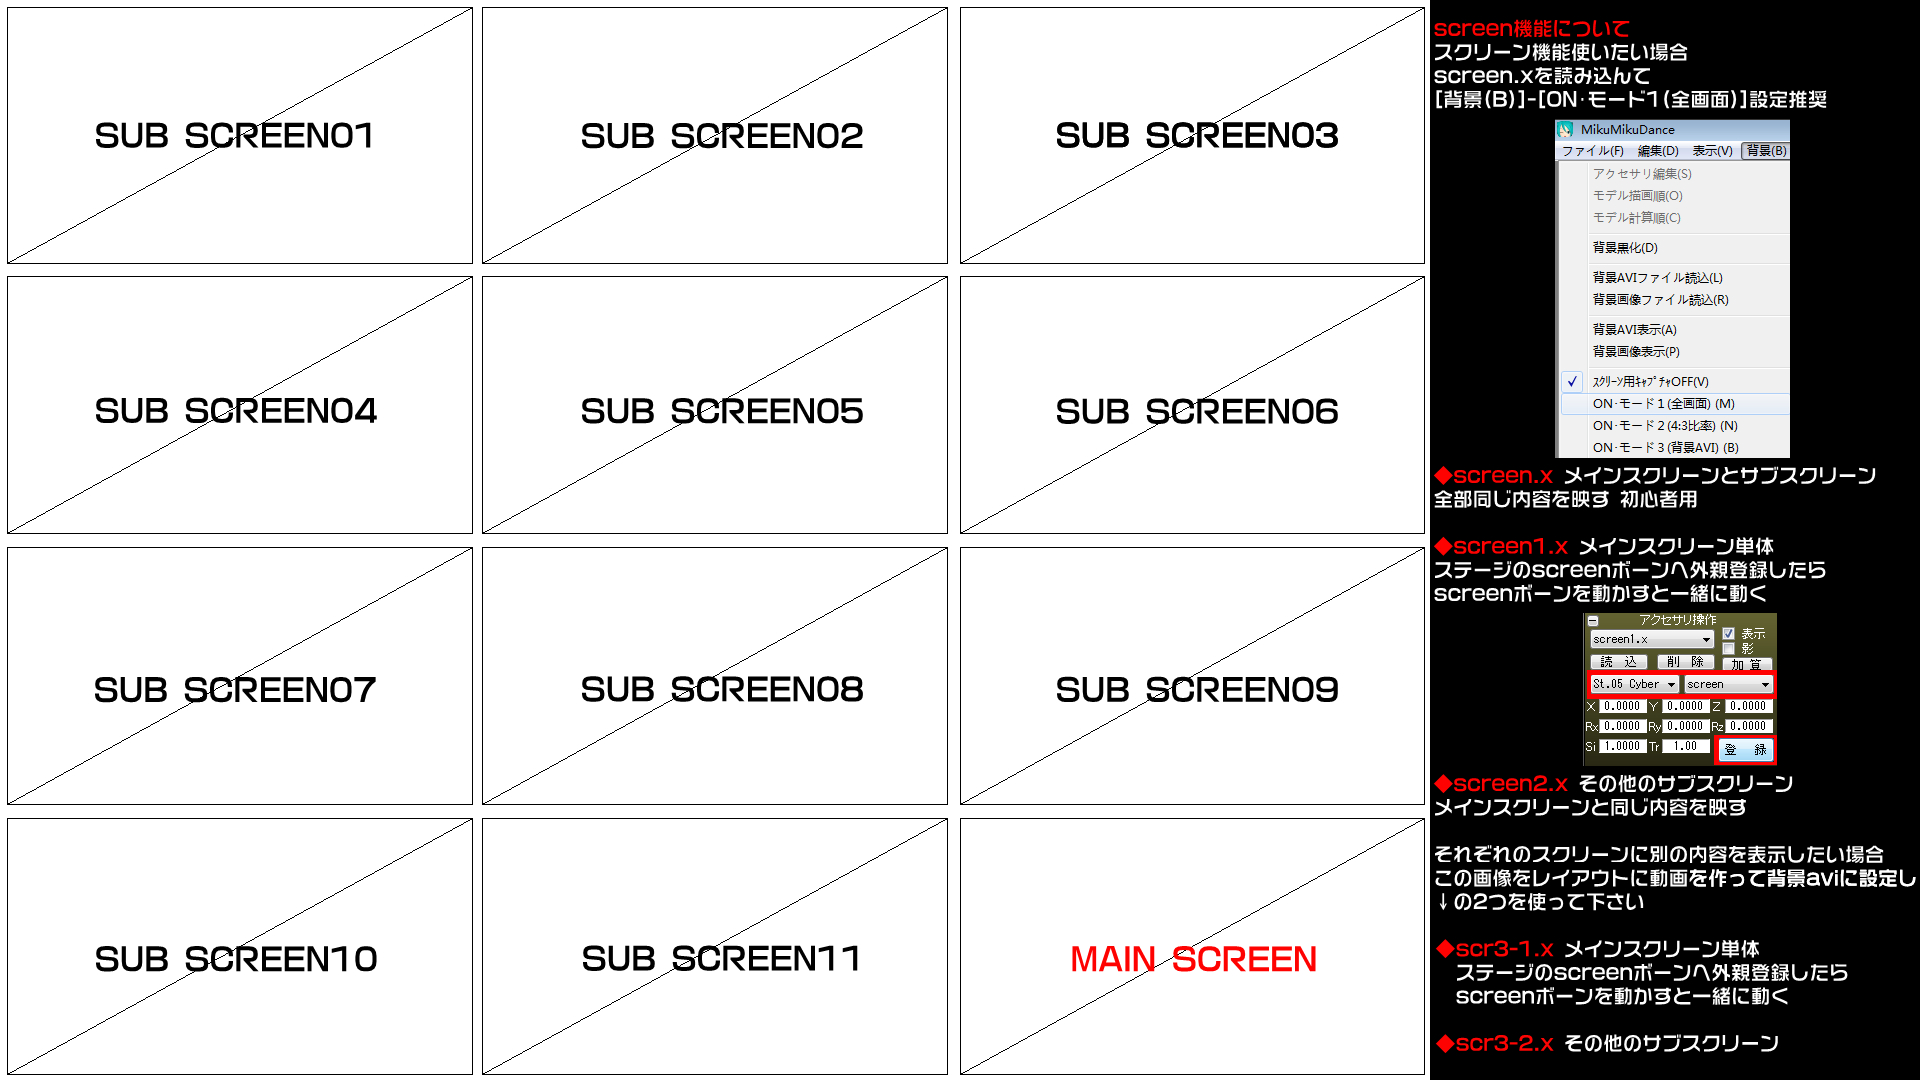 SUB SCREEN01
SUB SCREEN02
SUB SCREEN03
SUB SCREEN04
SUB SCREEN05
SUB SCREEN06
SUB SCREEN07
SUB SCREEN08
SUB SCREEN09
SUB SCREEN10
SUB SCREEN11
MAIN SCREEN
screen機能について
スクリーン機能使いたい場合
screen.xを読み込んて
[背景(B)]-[ON･モード1(全画面)]設定推奨
MikuMikuDance
ファイル(F) 編集(D) 表示(V) 背景(B)
アクセサリ編集(S)
モデル描画順(O)
モデル計算順(C)
背景黒化(D)
背景AVIファイル読込(L)
背景画像ファイル読込(R)
背景AVI表示(A)
背景画像表示(P)
ｽｸﾘｰﾝ用ｷｬﾌﾟﾁｬOFF(V)
ON･モード１(全画面) (M)
ON･モード２(4:3比率) (N)
ON･モード３(背景AVI) (B)
◆screen.x メインスクリーンとサブスクリーン
全部同じ内容を映す 初心者用
◆screen1.x メインスクリーン単体
ステージのscreenボーンへ外親登録したら
screenボーンを動かすと一緒に動く
アクセサリ操作
screen1.x 表示
影
読 込 削 除 加 算
St.05 Cyber screen
X 0.0000 Y 0.0000 Z 0.0000
Rx 0.0000 Ry 0.0000 Rz 0.0000
Si 1.0000 Tr 1.00 登 録
◆screen2.x その他のサブスクリーン
メインスクリーンと同じ内容を映す
それぞれのスクリーンに別の内容を表示したい場合
この画像をレイアウトに動画を作って背景aviに設定し
↓の2つを使って下さい
◆scr3-1.x メインスクリーン単体
ステージのscreenボーンへ外親登録したら
screenボーンを動かすと一緒に動く
◆scr3-2.x その他のサブスクリーン